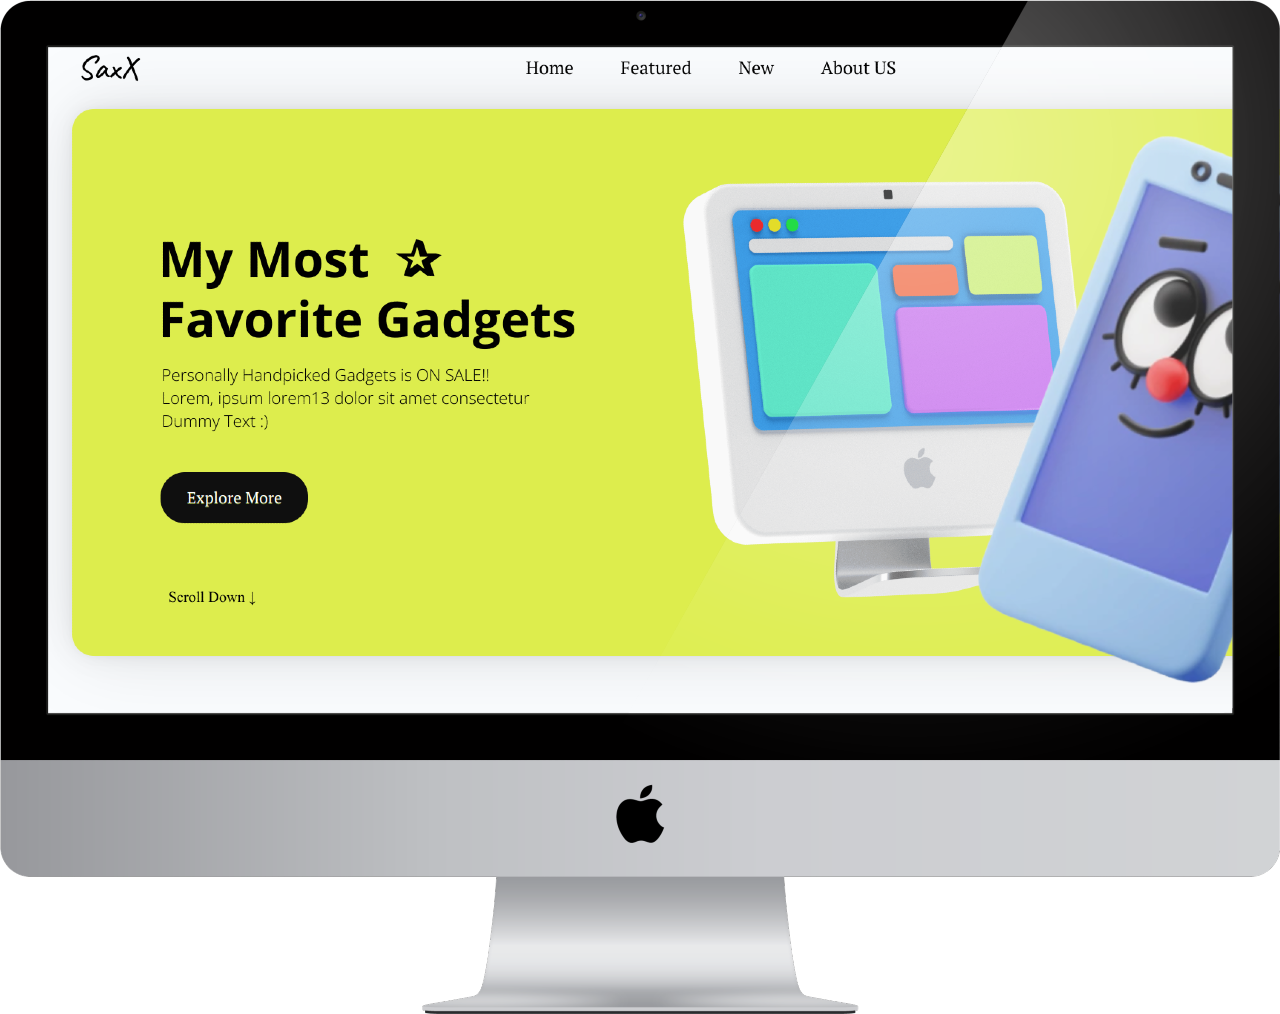 SaxX
Home Featured New About US
My Most ✰
Favorite Gadgets
Personally Handpicked Gadgets is ON SALE!!
Lorem, ipsum lorem13 dolor sit amet consectetur
Dummy Text :)
Explore More
Scroll Down ↓